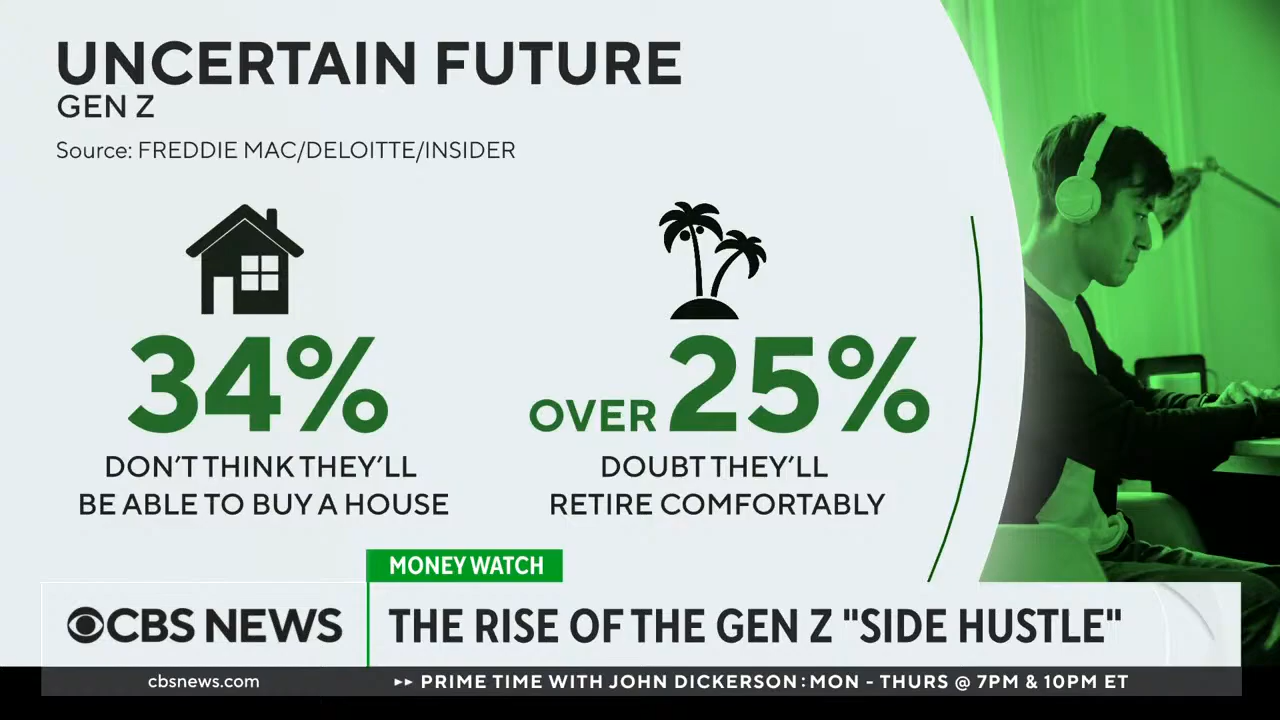 UNCERTAIN FUTURE
GEN Z
Source: FREDDIE MAC/DELOITTE/INSIDER
34%
DON'T THINK THEY'LL
BE ABLE TO BUY A HOUSE
OVER 25%
DOUBT THEY'LL
RETIRE COMFORTABLY
MONEY WATCH
CBS NEWS
THE RISE OF THE GEN Z "SIDE HUSTLE"
cbsnews.com
PRIME TIME WITH JOHN DICKERSON: MON - THURS @ 7PM & 10PM ET